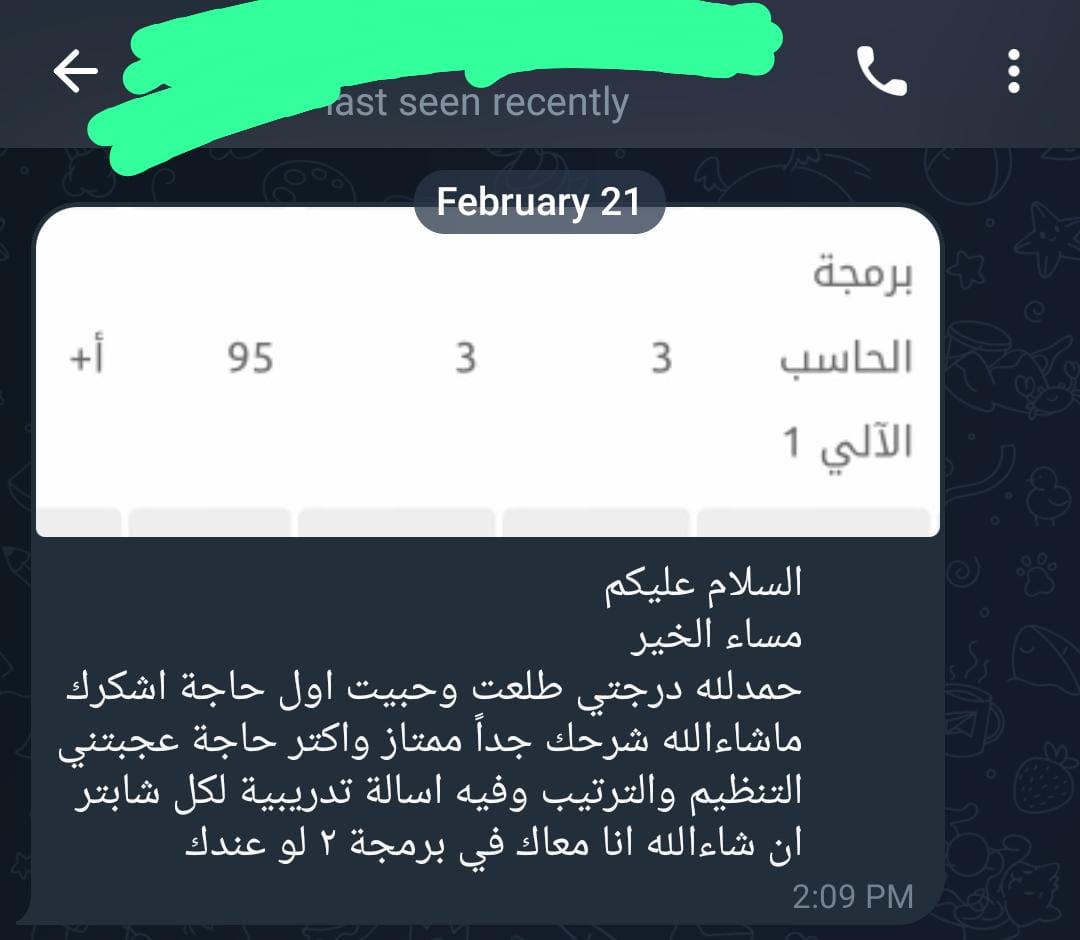 last seen recently
February 21
برمجة
الحاسب 3 3 95 أ+
الآلي 1
السلام عليكم
مساء الخير
حمدلله درجتي طلعت وحبيت اول حاجة اشكرك
ماشاءالله شرحك جداً ممتاز واكتر حاجة عجبتني
التنظيم والترتيب وفيه اسالة تدريبية لكل شابتر
ان شاءالله انا معاك في برمجة ٢ لو عندك
2:09 PM